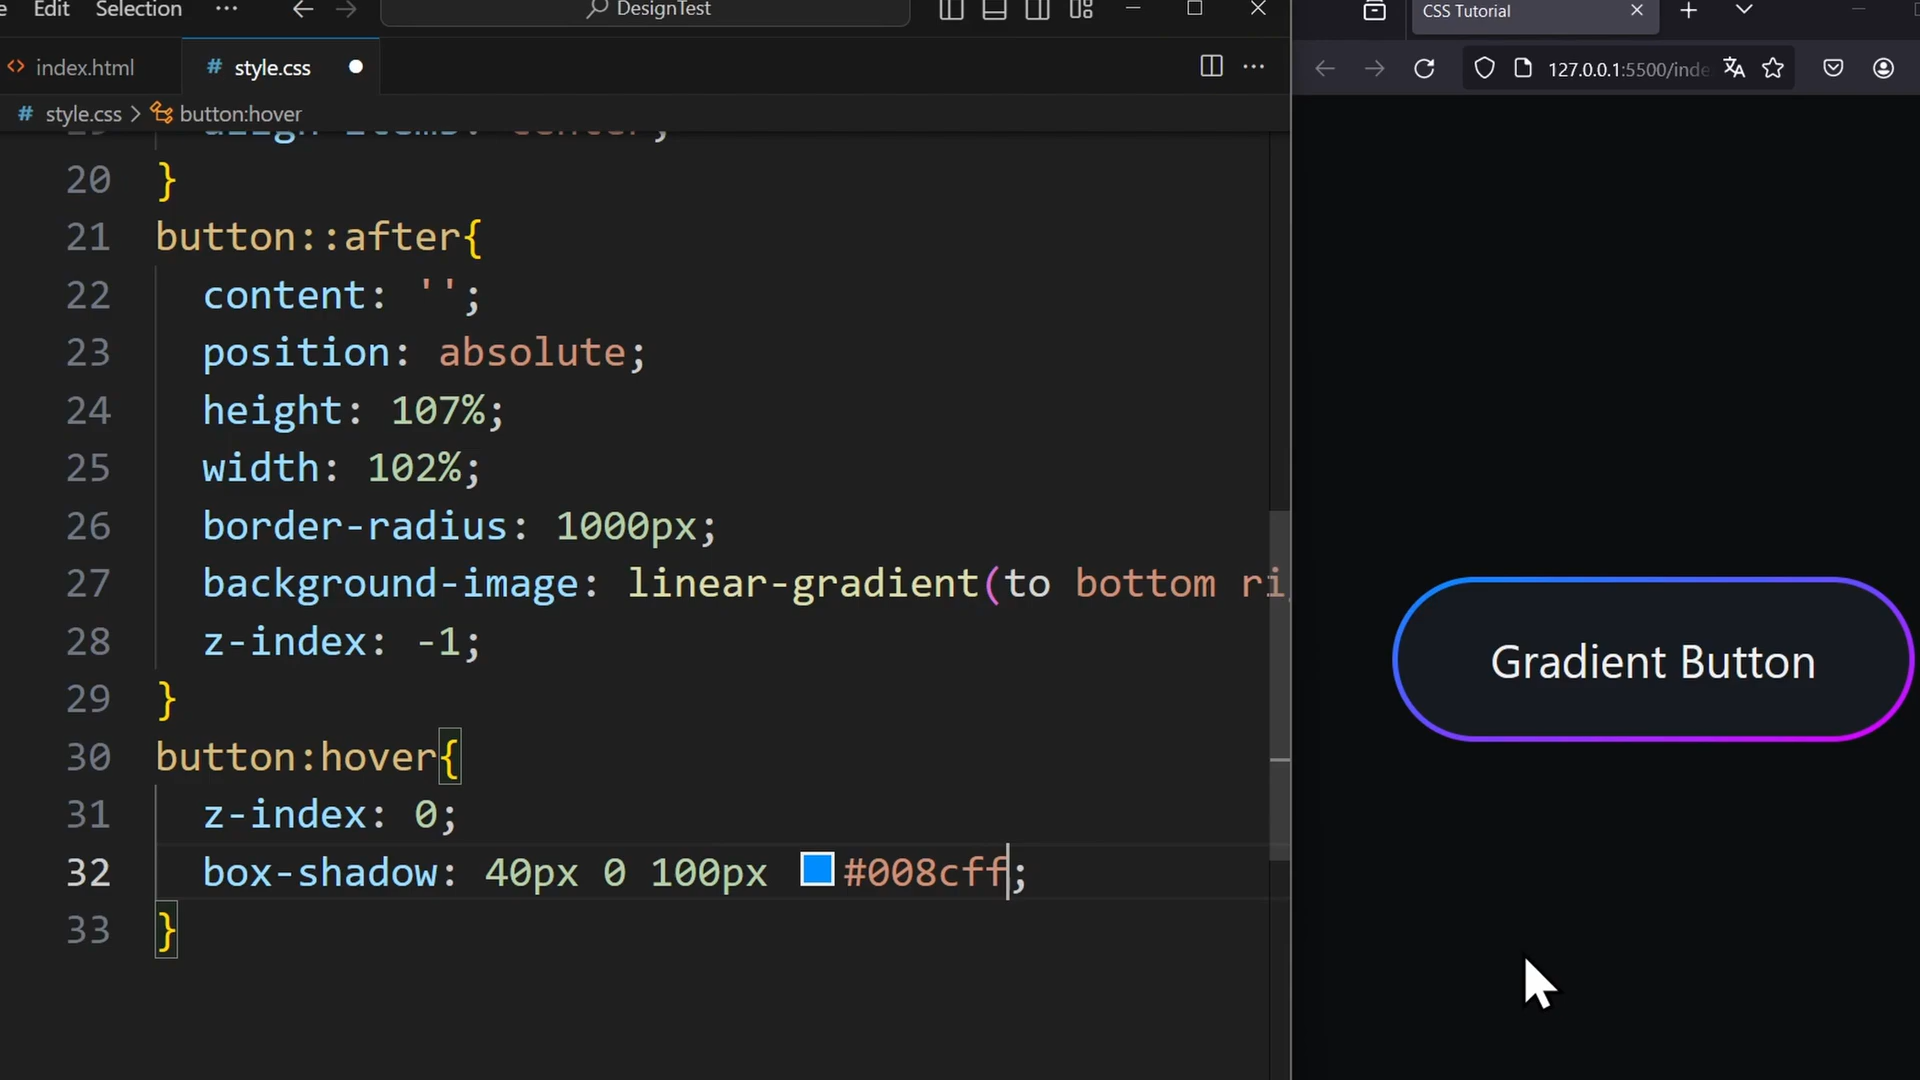 Edit Selection ···
DesignTest
CSS Tutorial
index.html
# style.css
127.0.0.1:5500/inde
# style.css > button:hover
align-items: center;
20 }
21 button::after{
22 content: '';
23 position: absolute;
24 height: 107%;
25 width: 102%;
26 border-radius: 1000px;
27 background-image: linear-gradient(to bottom ri
28 z-index: -1;
29 }
30 button:hover{
31 z-index: 0;
32 box-shadow: 40px 0 100px #008cff;
33 }
Gradient Button